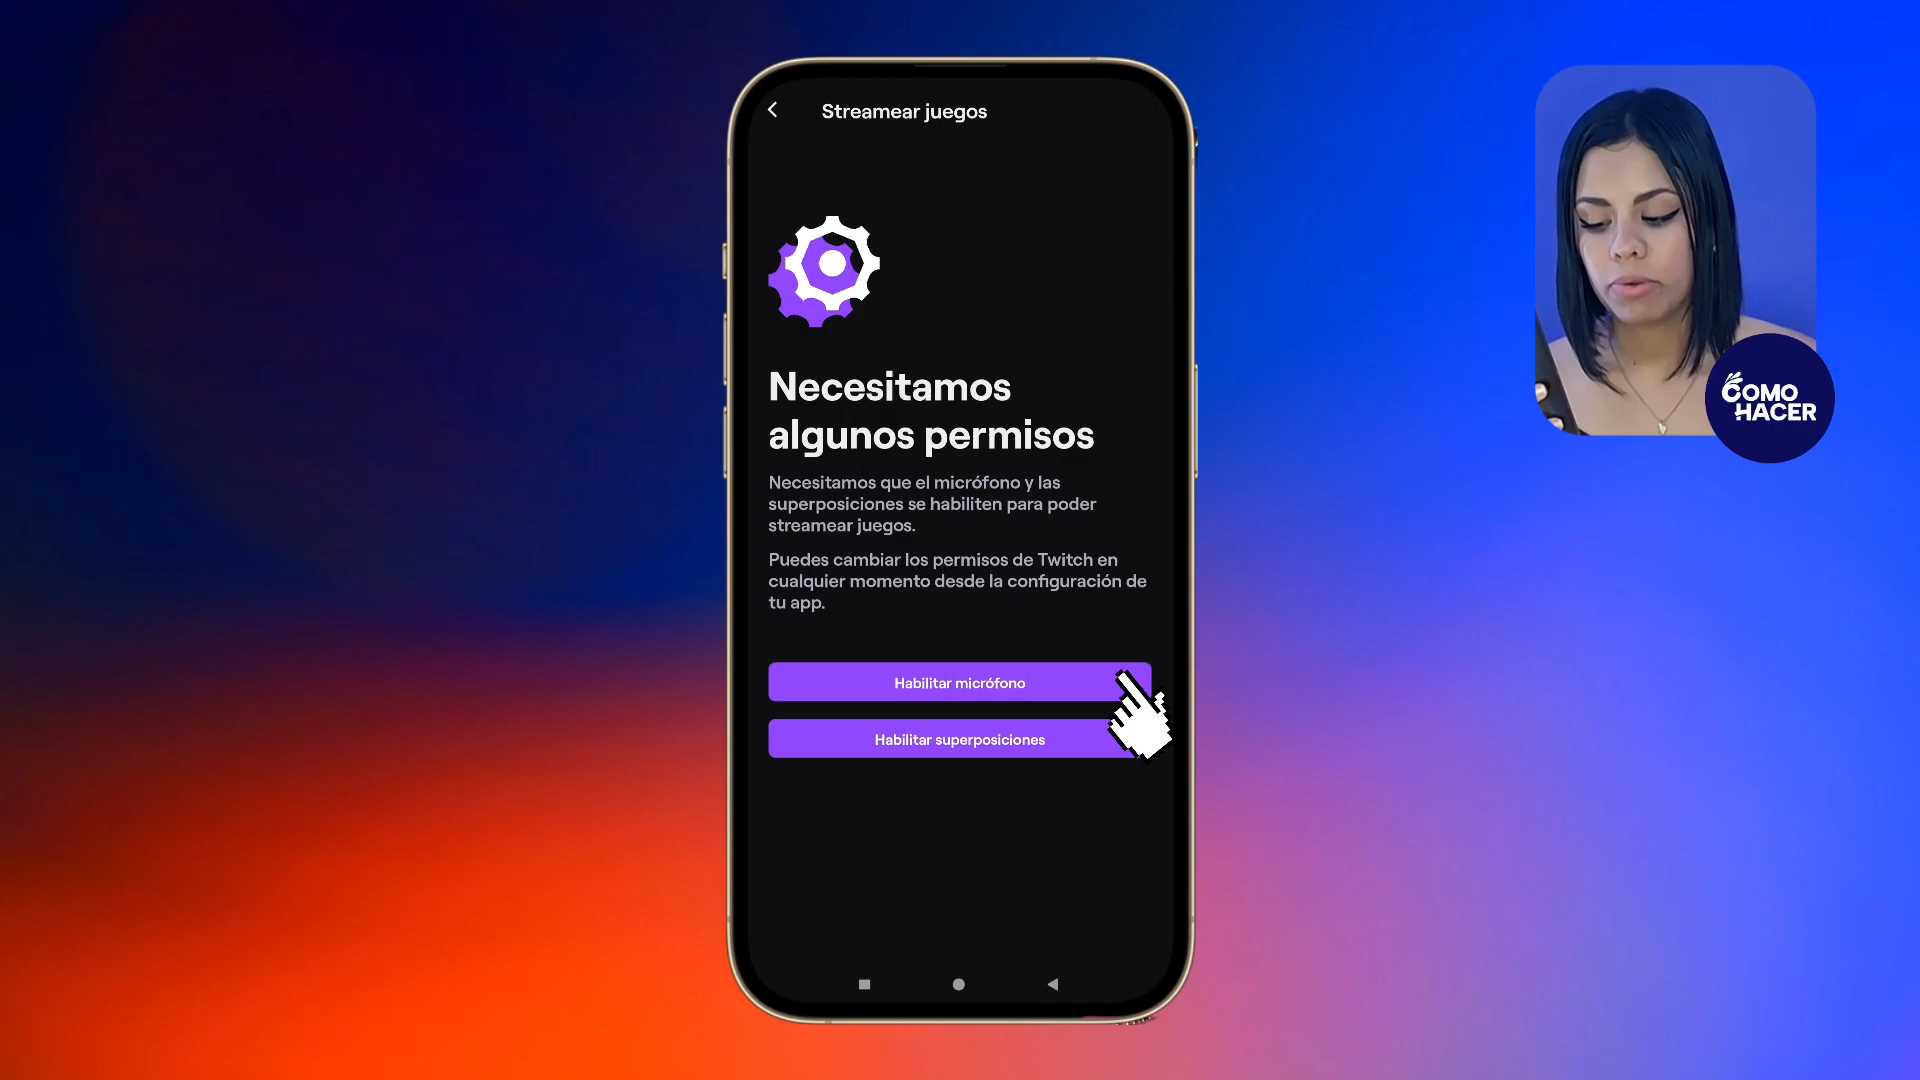 Streamear juegos
Necesitamos
algunos permisos
Necesitamos que el micrófono y las
superposiciones se habiliten para poder
streamear juegos.
Puedes cambiar los permisos de Twitch en
cualquier momento desde la configuración de
tu app.
Habilitar micrófono
Habilitar superposiciones
COMO
HACER